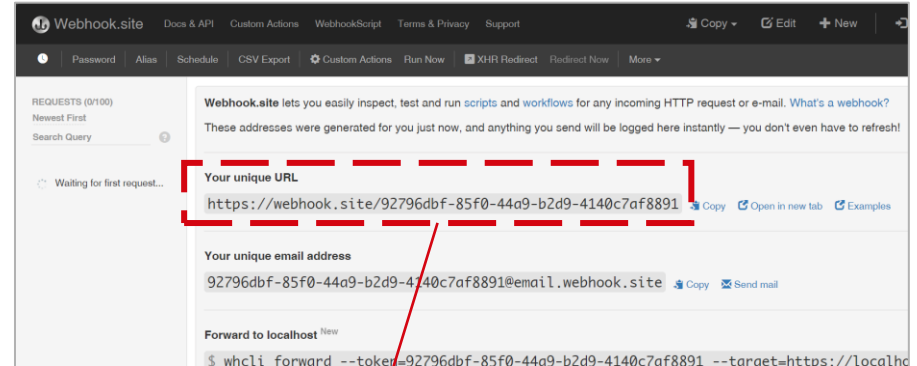 Webhook.site Docs & API Custom Actions WebhookScript Terms & Privacy Support Copy Edit + New
Password Alias Schedule CSV Export Custom Actions Run Now XHR Redirect Redirect Now More
REQUESTS (0/100)
Newest First
Search Query
Waiting for first request...
Webhook.site lets you easily inspect, test and run scripts and workflows for any incoming HTTP request or e-mail. What's a webhook?
These addresses were generated for you just now, and anything you send will be logged here instantly — you don't even have to refresh!
Your unique URL
https://webhook.site/92796dbf-85f0-44a9-b2d9-4140c7af8891 Copy Open in new tab Examples
Your unique email address
92796dbf-85f0-44a9-b2d9-4140c7af8891@email.webhook.site Copy Send mail
Forward to localhost New
$ whcli forward --token=92796dbf-85f0-44a9-b2d9-4140c7af8891 --target=https://localho